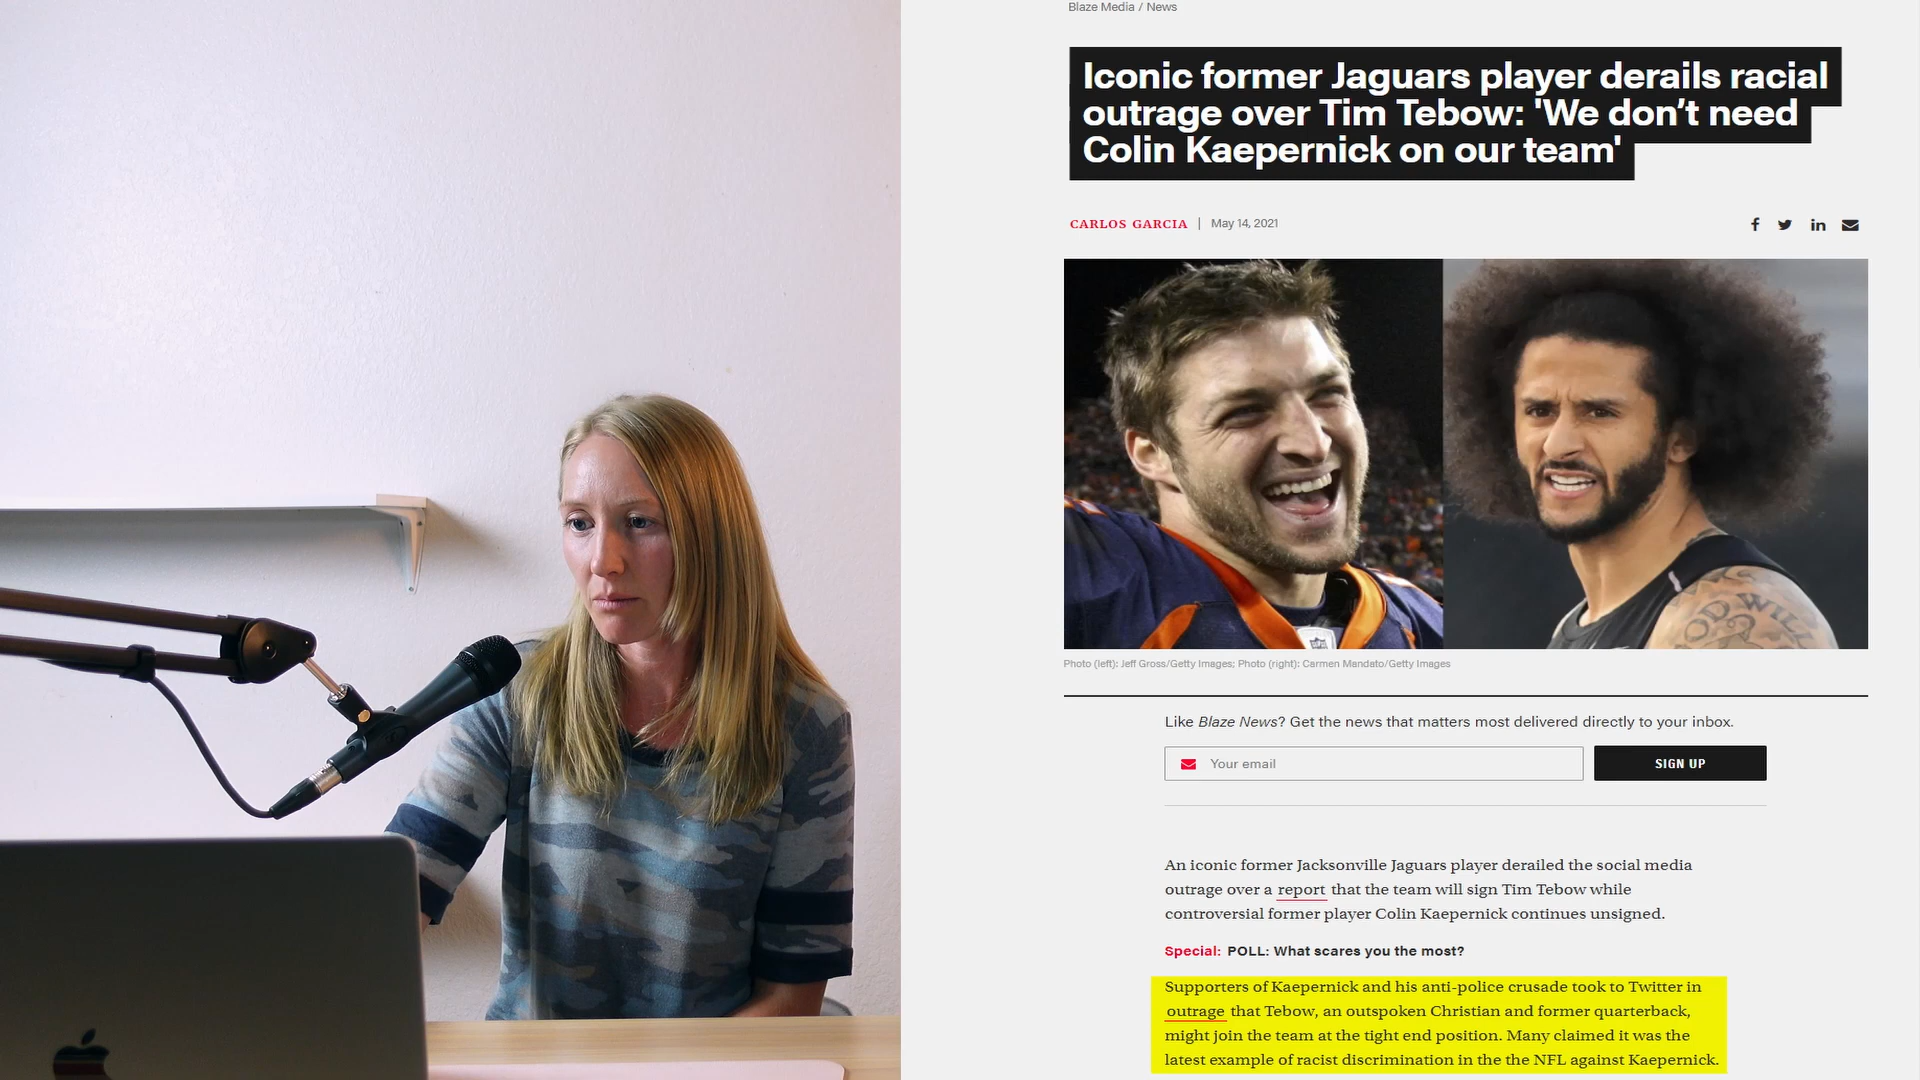 Blaze Media / News
Iconic former Jaguars player derails racial
outrage over Tim Tebow: 'We don’t need
Colin Kaepernick on our team'
CARLOS GARCIA | May 14, 2021
Photo (left): Jeff Gross/Getty Images; Photo (right): Carmen Mandato/Getty Images
Like Blaze News? Get the news that matters most delivered directly to your inbox.
Your email
SIGN UP
An iconic former Jacksonville Jaguars player derailed the social media
outrage over a report that the team will sign Tim Tebow while
controversial former player Colin Kaepernick continues unsigned.
Special: POLL: What scares you the most?
Supporters of Kaepernick and his anti-police crusade took to Twitter in
outrage that Tebow, an outspoken Christian and former quarterback,
might join the team at the tight end position. Many claimed it was the
latest example of racist discrimination in the the NFL against Kaepernick.